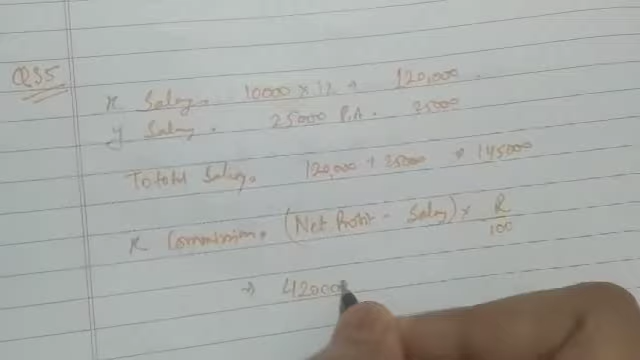 Q35
x Salary = 10000 x 12 = 120,000
y Salary = 25000 P.A. = 25000
Total Salary = 120,000 + 25000 = 145000
x Commission = (Net Profit - Salary) x R/100
⇒ 420000